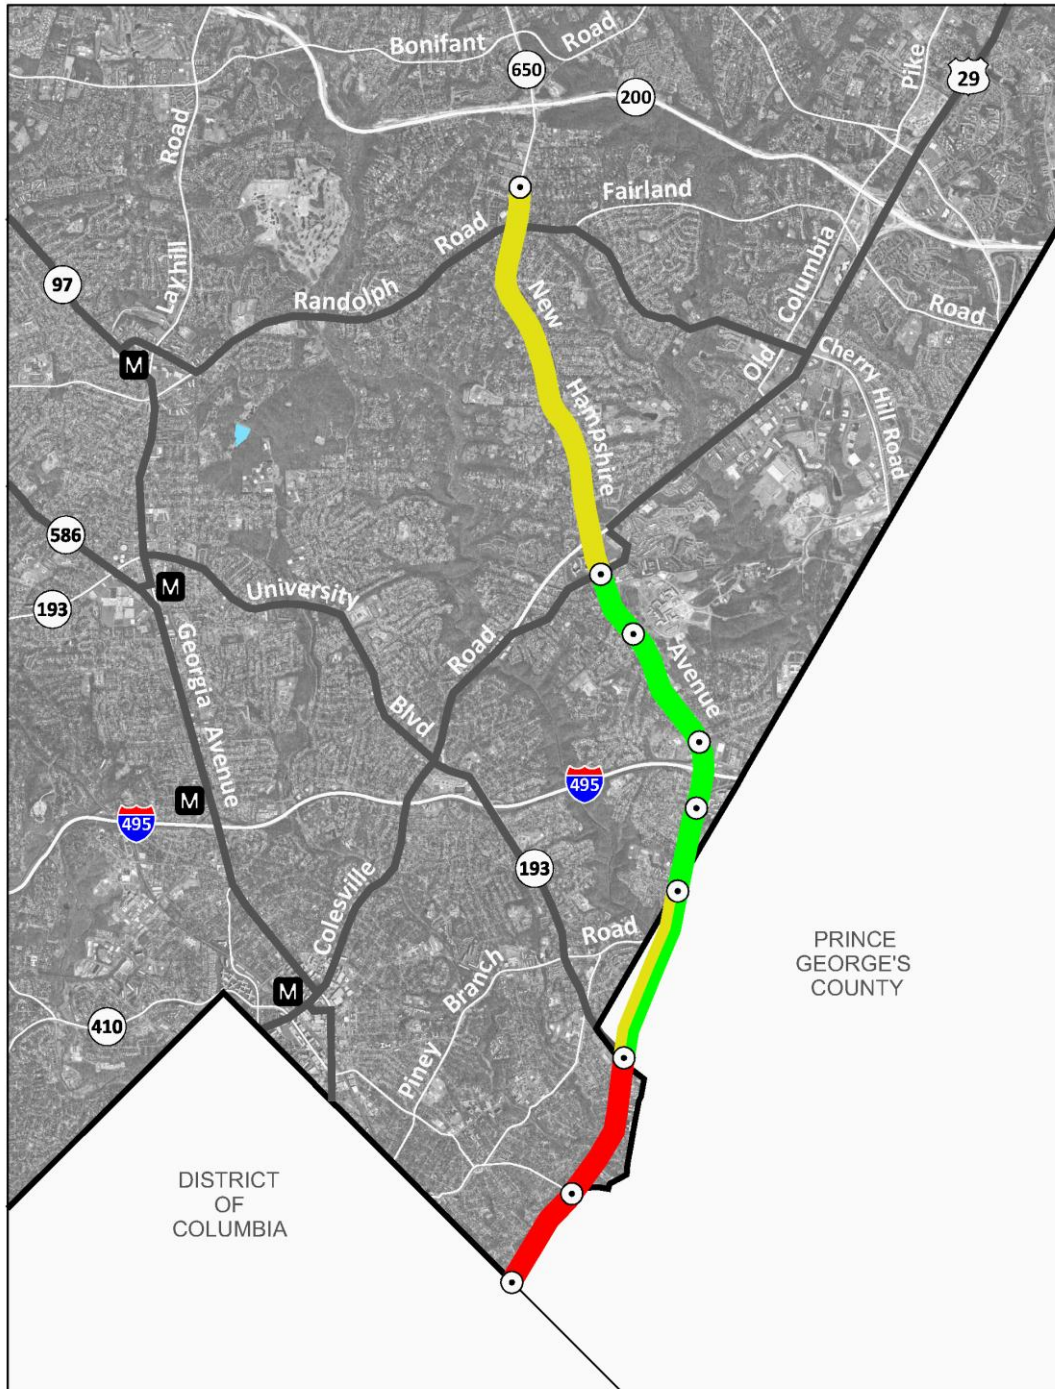 Bonifant
Road
650
200
Pike
29
Road
Fairland
Road
Layhill
97
Randolph
New
Columbia
Old
Road
M
Cherry Hill Road
Hampshire
586
M
University
193
Georgia Avenue
Road
Avenue
Blvd
495
M
495
193
Colesville
Road
Branch
Piney
M
410
PRINCE
GEORGE'S
COUNTY
DISTRICT
OF
COLUMBIA